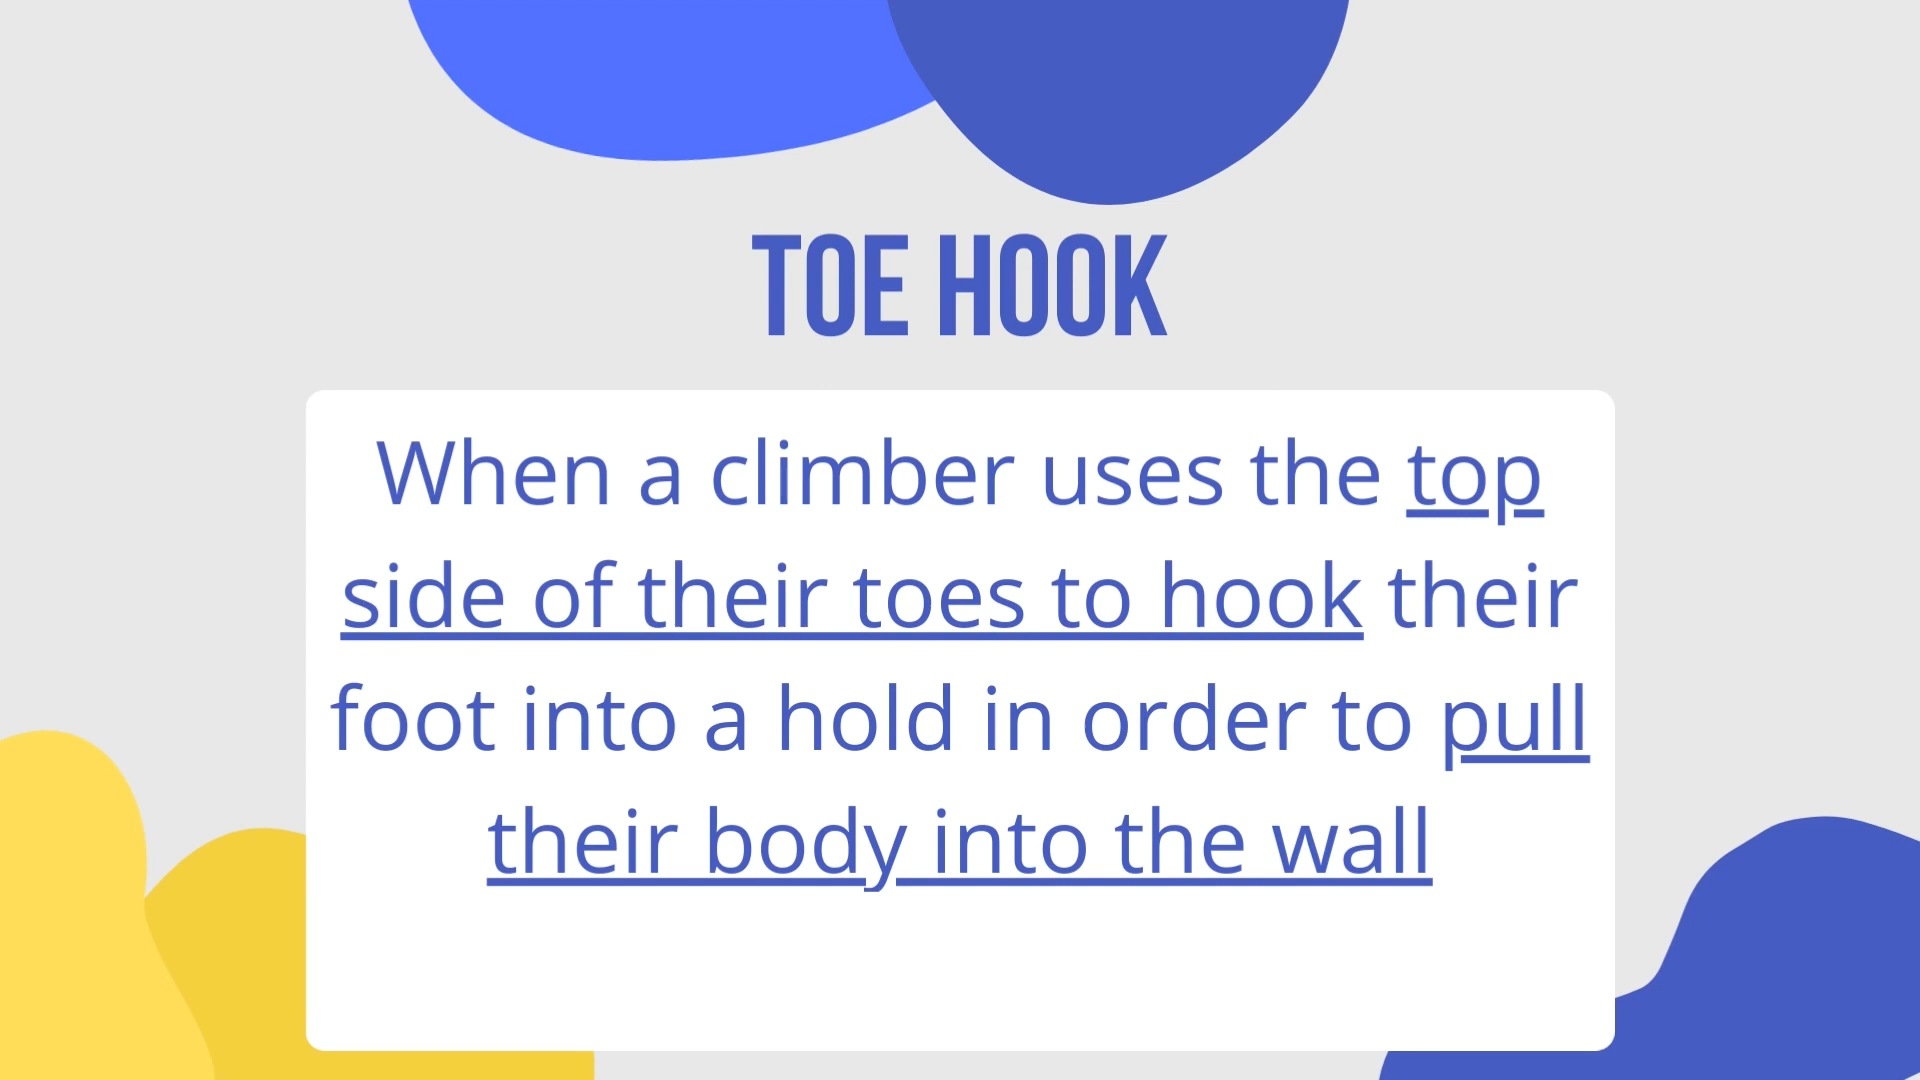 TOE HOOK
When a climber uses the top
side of their toes to hook their
foot into a hold in order to pull
their body into the wall